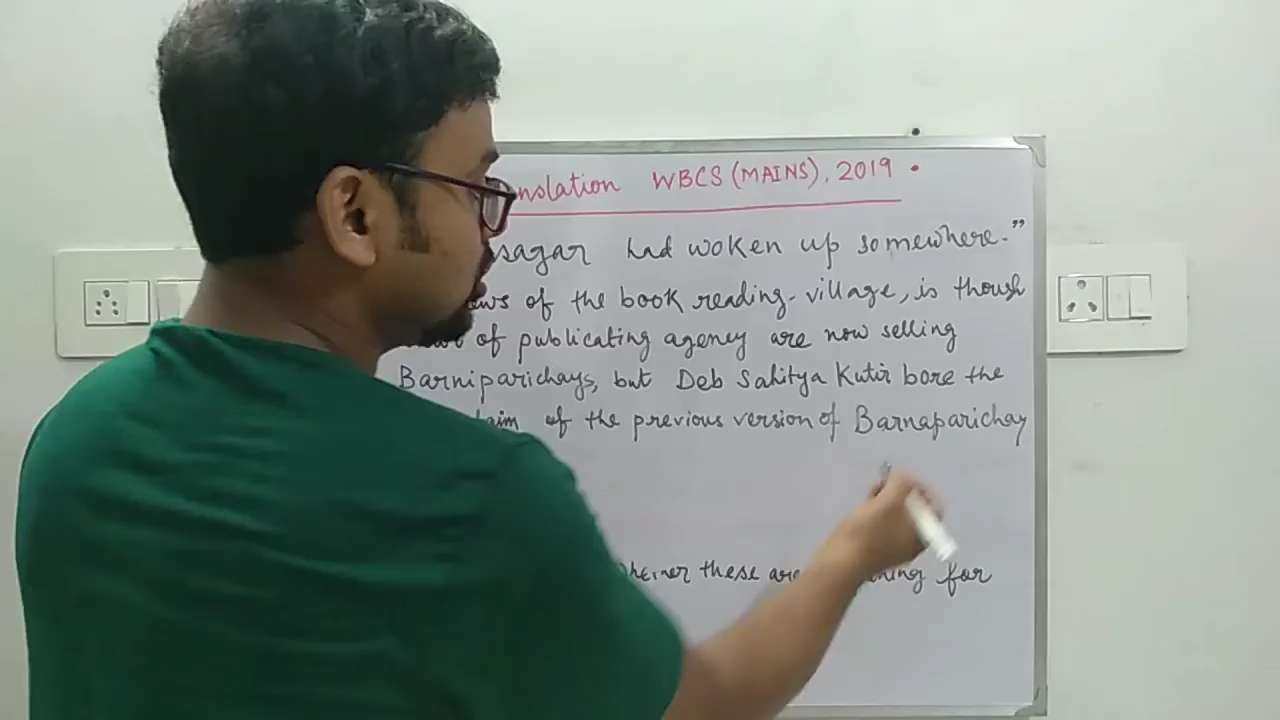 nslation WBCS (MAINS), 2019 .
sagar had woken up somewhere."
ws of the book reading-village, is though
of publicating agency are now selling
Barniparichays, but Deb Sahitya Kutir bore the
aim of the previous version of Barnaparichay
these are for